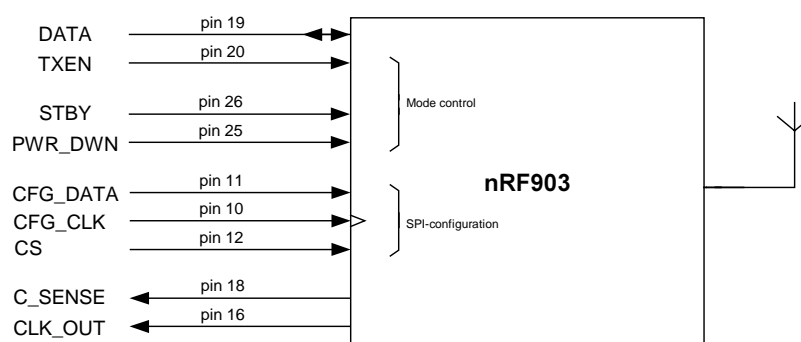 DATA pin 19
TXEN pin 20
STBY pin 26
PWR_DWN pin 25
Mode control
CFG_DATA pin 11
CFG_CLK pin 10
CS pin 12
SPI-configuration
nRF903
C_SENSE pin 18
CLK_OUT pin 16